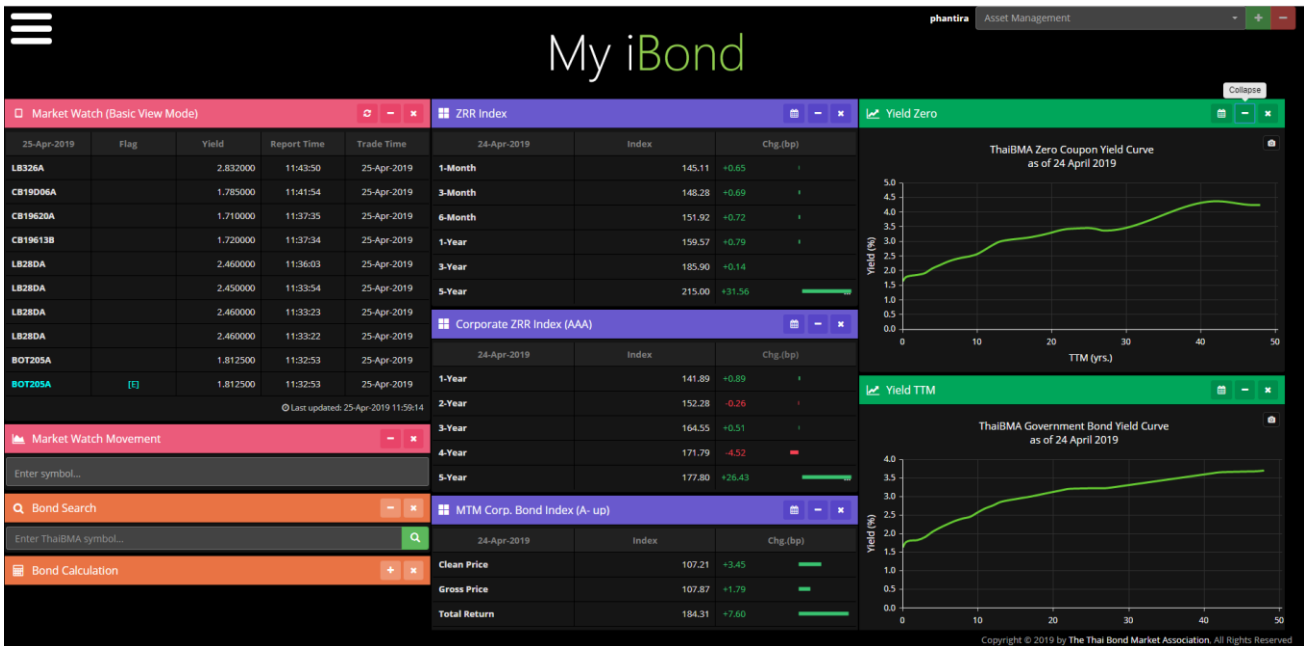 phantira Asset Management
My iBond
Collapse
Market Watch (Basic View Mode)
25-Apr-2019 Flag Yield Report Time Trade Time
LB326A 2.832000 11:43:50 25-Apr-2019
CB19D06A 1.785000 11:41:54 25-Apr-2019
CB19620A 1.710000 11:37:35 25-Apr-2019
CB19613B 1.720000 11:37:34 25-Apr-2019
LB28DA 2.460000 11:36:03 25-Apr-2019
LB28DA 2.450000 11:33:54 25-Apr-2019
LB28DA 2.460000 11:33:23 25-Apr-2019
LB28DA 2.460000 11:33:22 25-Apr-2019
BOT205A 1.812500 11:32:53 25-Apr-2019
BOT205A [E] 1.812500 11:32:53 25-Apr-2019
Last updated: 25-Apr-2019 11:59:14
Market Watch Movement
Enter symbol...
Bond Search
Enter ThaiBMA symbol...
Bond Calculation
ZRR Index
24-Apr-2019 Index Chg.(bp)
1-Month 145.11 +0.65
3-Month 148.28 +0.69
6-Month 151.92 +0.72
1-Year 159.57 +0.79
3-Year 185.90 +0.14
5-Year 215.00 +31.56
Corporate ZRR Index (AAA)
24-Apr-2019 Index Chg.(bp)
1-Year 141.89 +0.89
2-Year 152.28 -0.26
3-Year 164.55 +0.51
4-Year 171.79 -4.52
5-Year 177.80 +26.43
MTM Corp. Bond Index (A- up)
24-Apr-2019 Index Chg.(bp)
Clean Price 107.21 +3.45
Gross Price 107.87 +1.79
Total Return 184.31 +7.60
Yield Zero
ThaiBMA Zero Coupon Yield Curve
as of 24 April 2019
Yield (%)
5.0
4.5
4.0
3.5
3.0
2.5
2.0
1.5
1.0
0.5
0.0
0 10 20 30 40 50
TTM (yrs.)
Yield TTM
ThaiBMA Government Bond Yield Curve
as of 24 April 2019
Yield (%)
4.0
3.5
3.0
2.5
2.0
1.5
1.0
0.5
0.0
0 10 20 30 40 50
Copyright © 2019 by The Thai Bond Market Association. All Rights Reserved